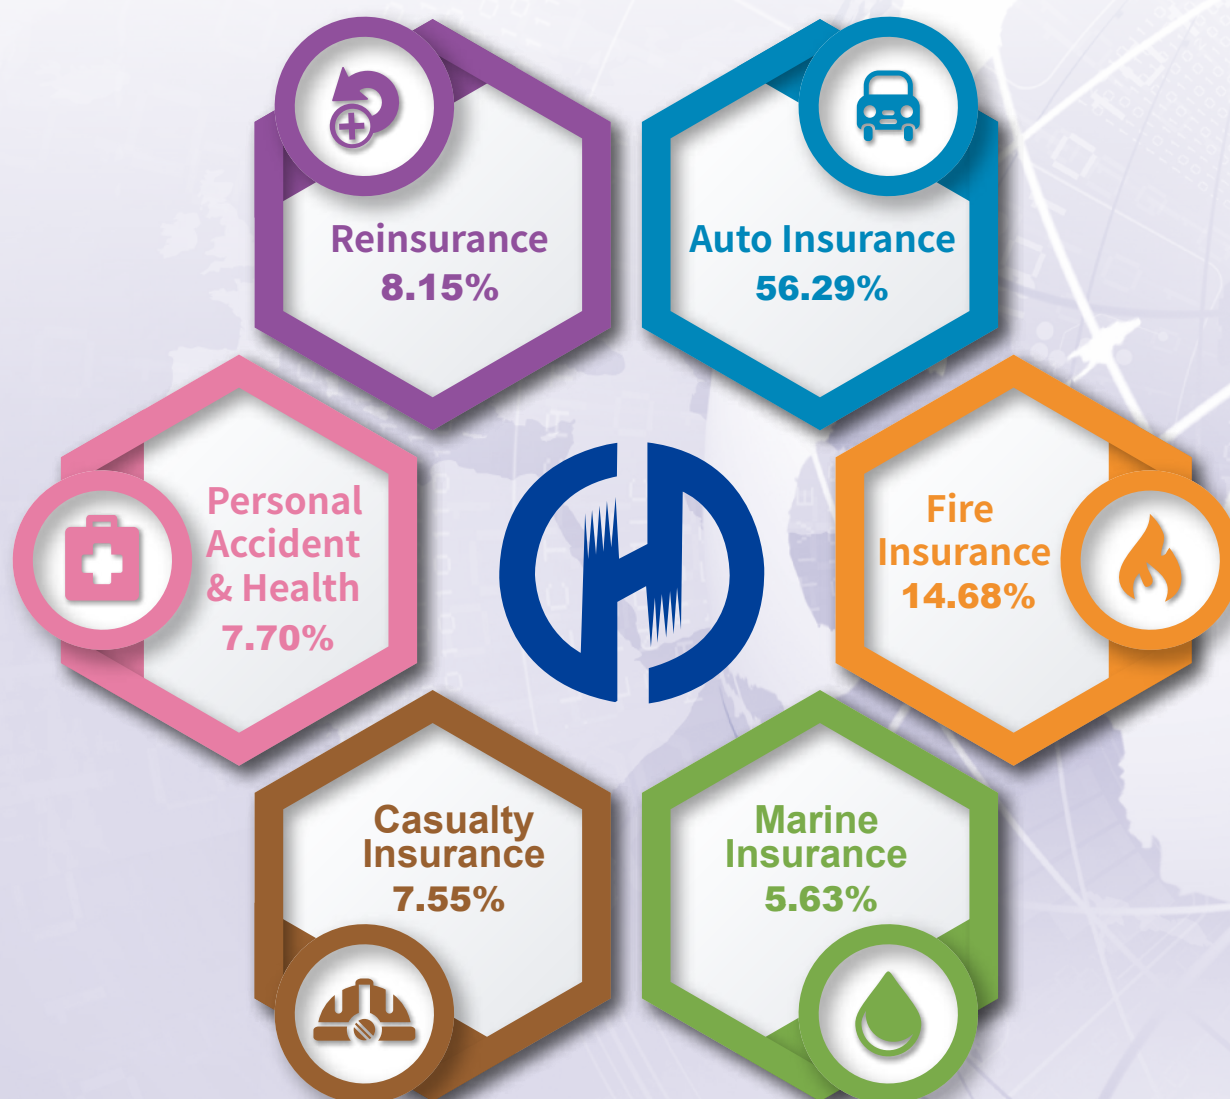 Reinsurance
8.15%
Auto Insurance
56.29%
Personal
Accident
& Health
7.70%
Fire
Insurance
14.68%
Casualty
Insurance
7.55%
Marine
Insurance
5.63%